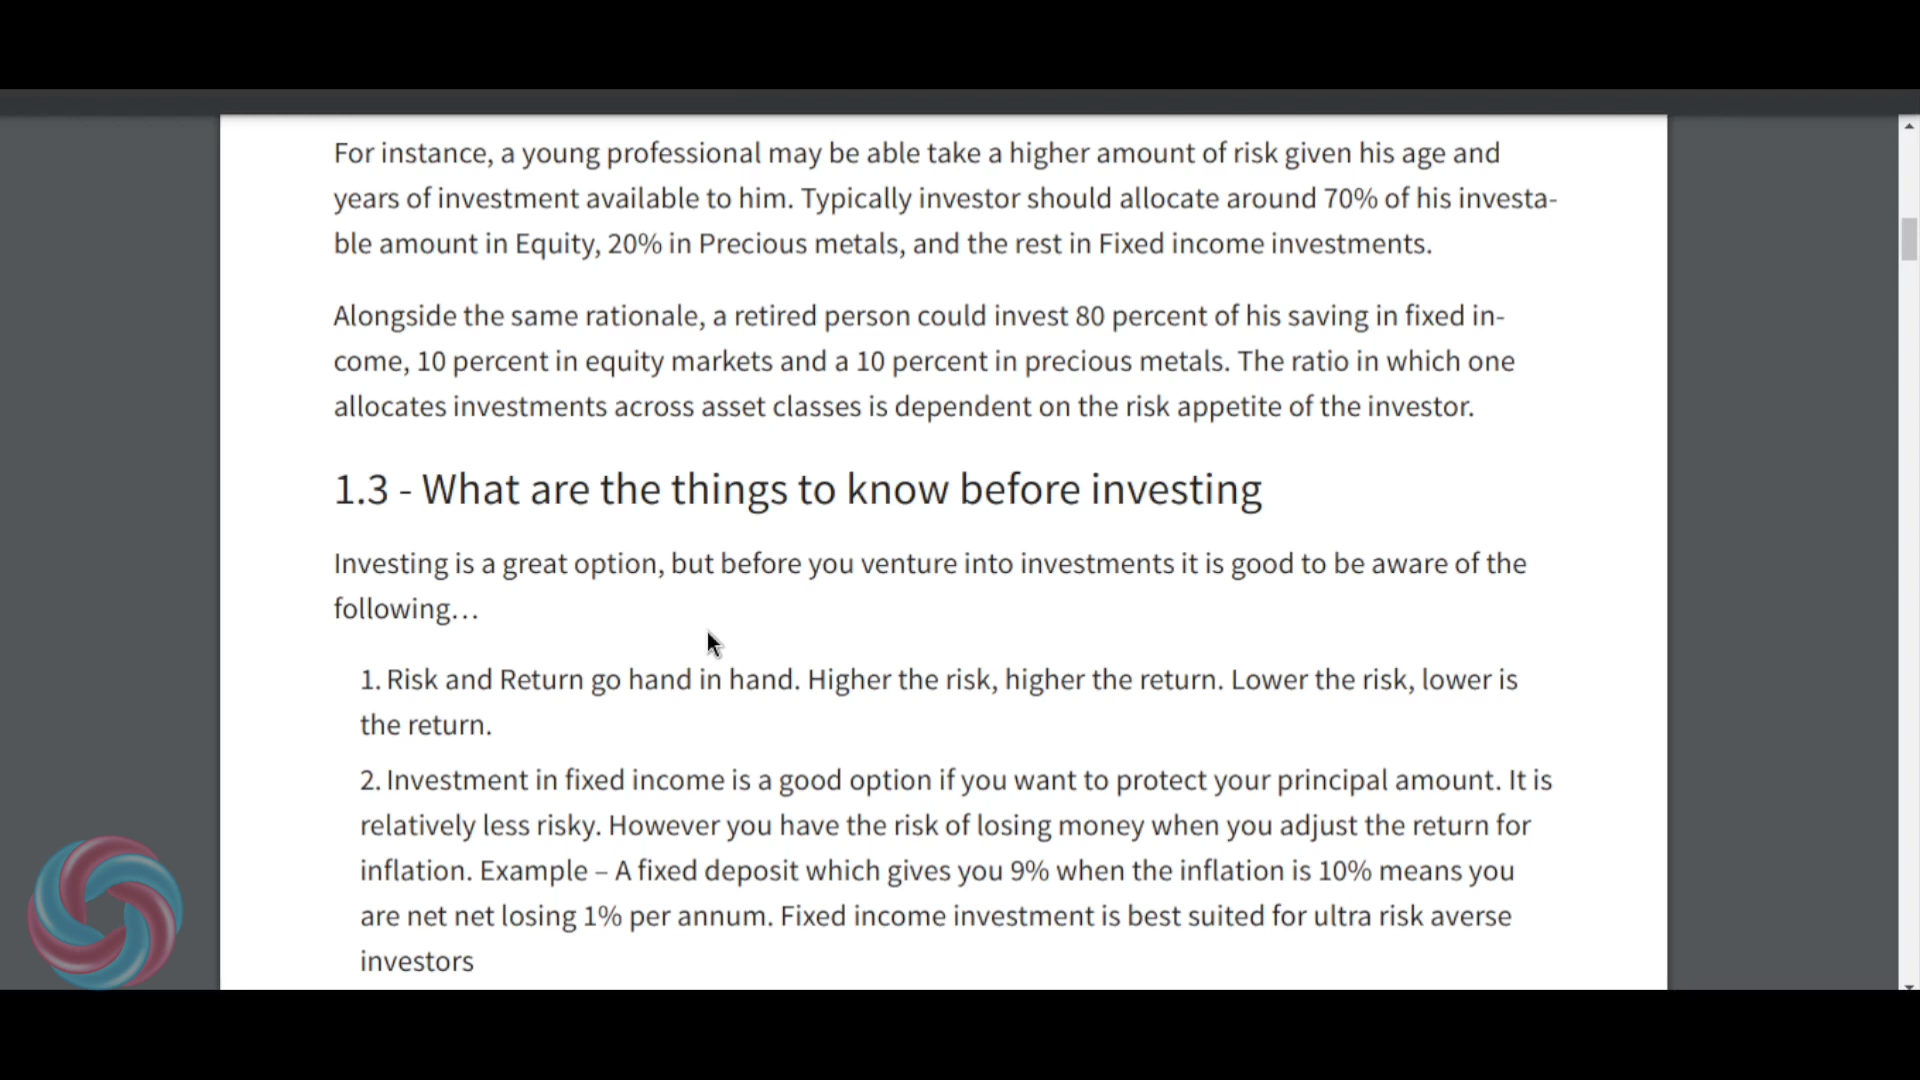 For instance, a young professional may be able take a higher amount of risk given his age and
years of investment available to him. Typically investor should allocate around 70% of his investa-
ble amount in Equity, 20% in Precious metals, and the rest in Fixed income investments.
Alongside the same rationale, a retired person could invest 80 percent of his saving in fixed in-
come, 10 percent in equity markets and a 10 percent in precious metals. The ratio in which one
allocates investments across asset classes is dependent on the risk appetite of the investor.
1.3 - What are the things to know before investing
Investing is a great option, but before you venture into investments it is good to be aware of the
following…
1. Risk and Return go hand in hand. Higher the risk, higher the return. Lower the risk, lower is
the return.
2. Investment in fixed income is a good option if you want to protect your principal amount. It is
relatively less risky. However you have the risk of losing money when you adjust the return for
inflation. Example – A fixed deposit which gives you 9% when the inflation is 10% means you
are net net losing 1% per annum. Fixed income investment is best suited for ultra risk averse
investors